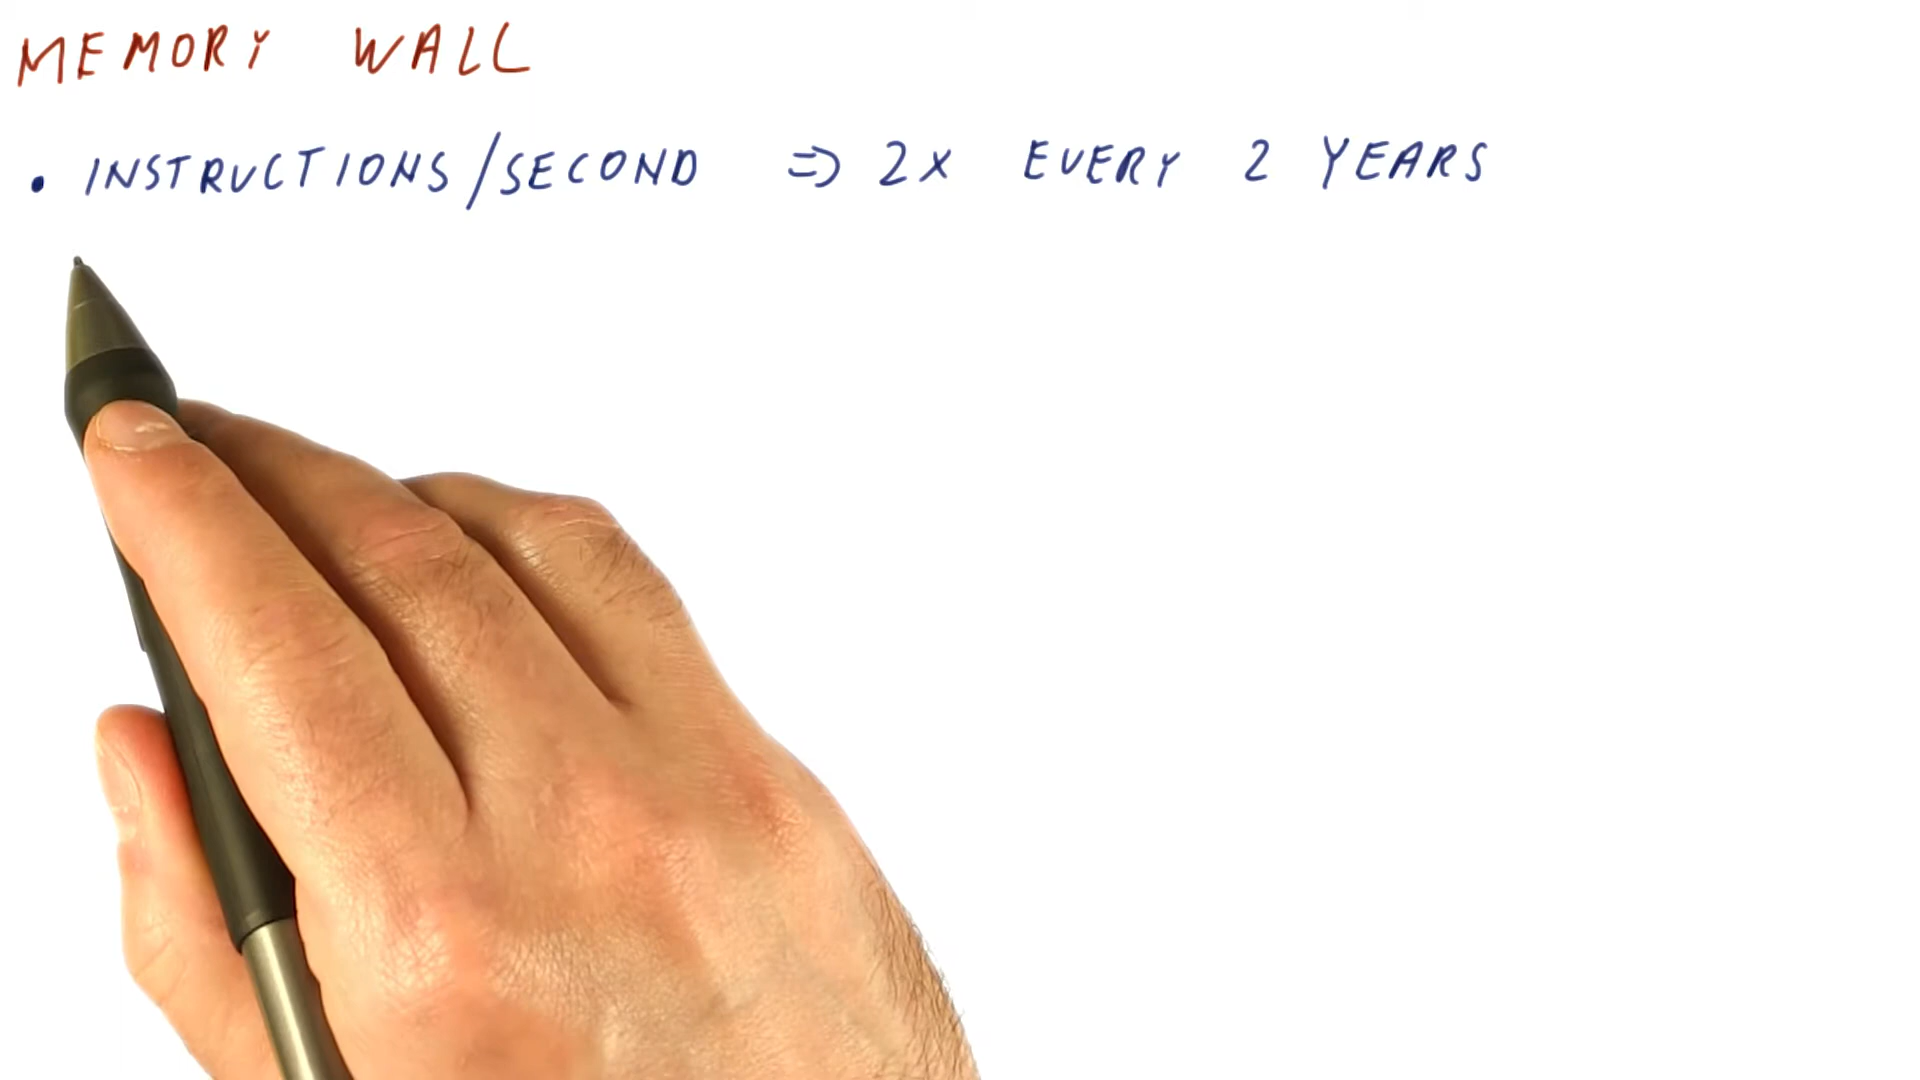 MEMORY WALL
• INSTRUCTIONS/SECOND ⇒ 2X EVERY 2 YEARS